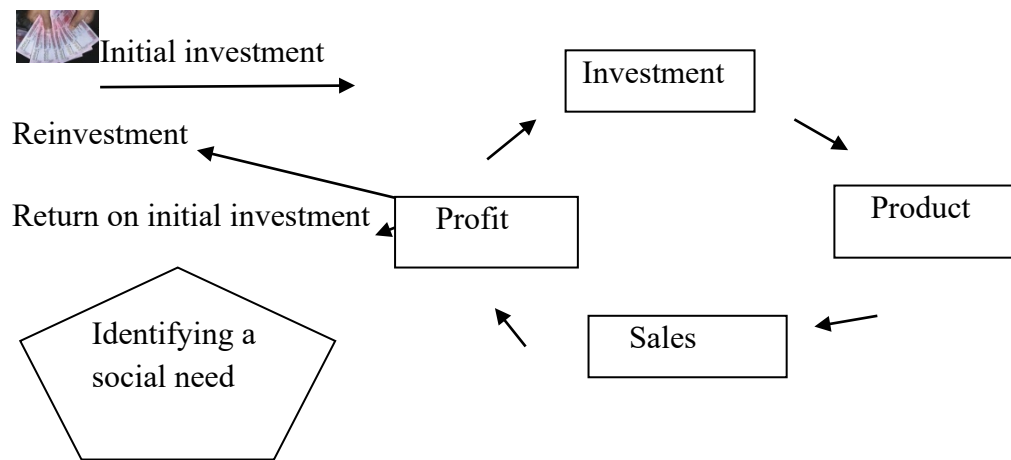 Initial investment
Investment
Reinvestment
Return on initial investment
Profit
Product
Identifying a
social need
Sales